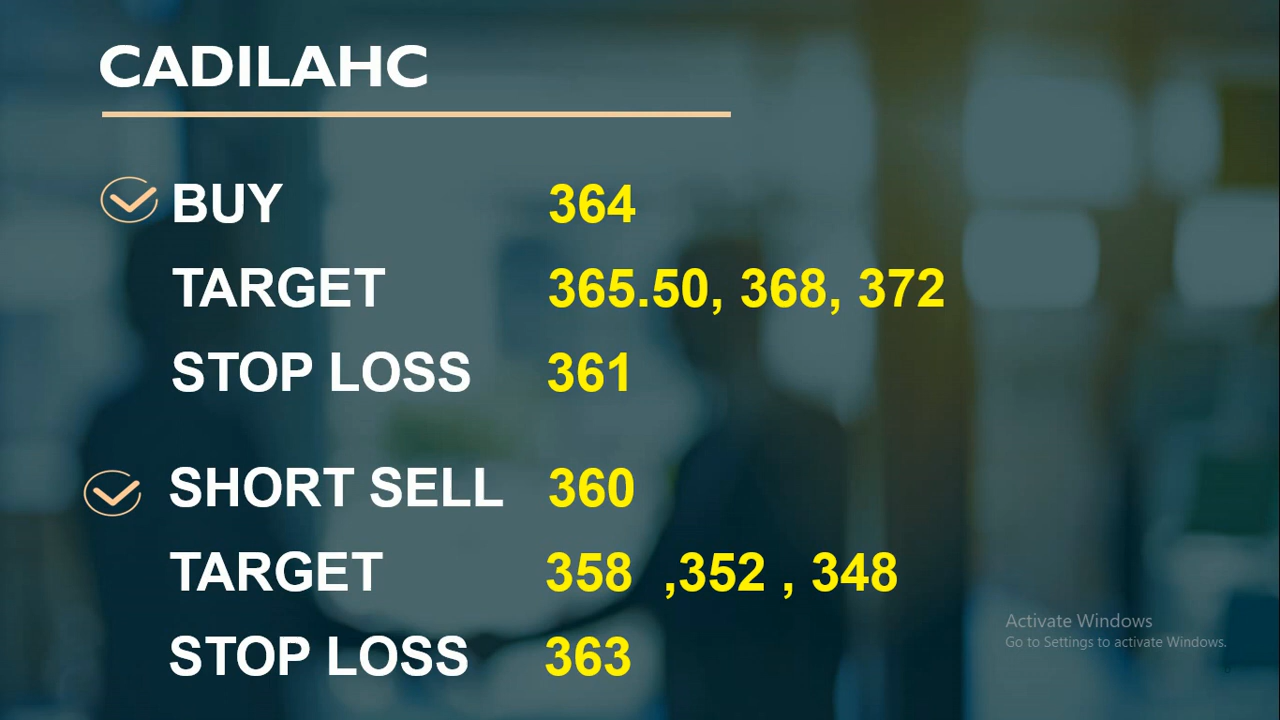 CADILAHC
BUY 364
TARGET 365.50, 368, 372
STOP LOSS 361
SHORT SELL 360
TARGET 358 ,352 , 348
STOP LOSS 363
Activate Windows
Go to Settings to activate Windows.